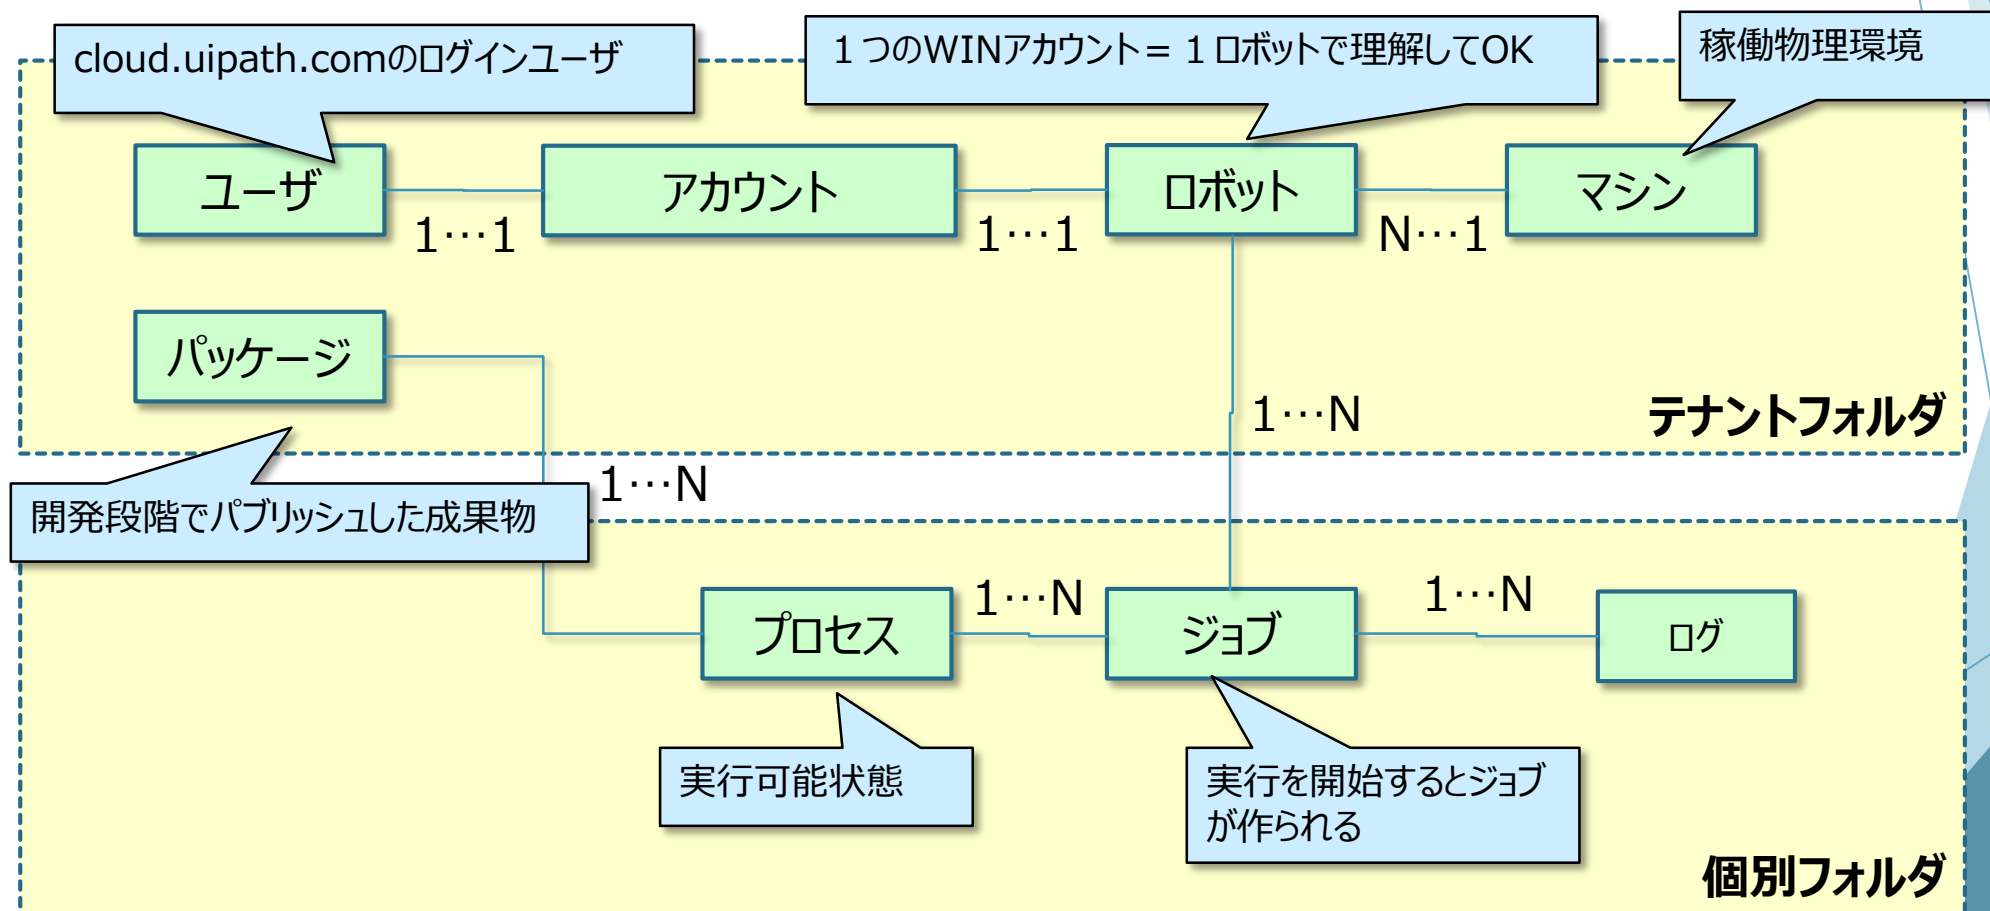 cloud.uipath.comのログインユーザ
１つのWINアカウント＝１ロボットで理解してOK
稼働物理環境
ユーザ
アカウント
ロボット
マシン
1…1
1…1
N…1
パッケージ
1…N
テナントフォルダ
1…N
開発段階でパブリッシュした成果物
プロセス
1…N
ジョブ
1…N
ログ
実行可能状態
実行を開始するとジョブ
が作られる
個別フォルダ